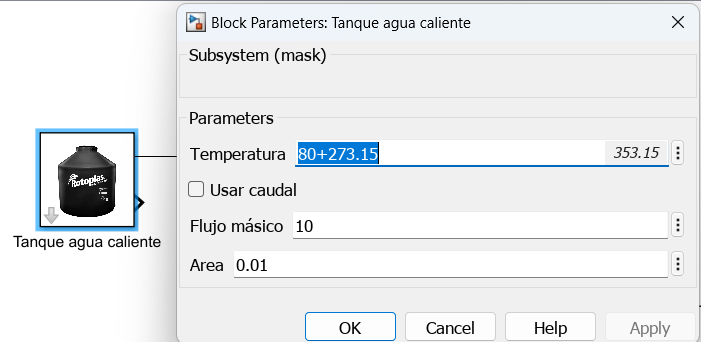 Block Parameters: Tanque agua caliente
Subsystem (mask)
Parameters
Temperatura 80+273.15 353.15
Usar caudal
Flujo másico 10
Area 0.01
OK Cancel Help Apply
Rotoplas
Tanque agua caliente